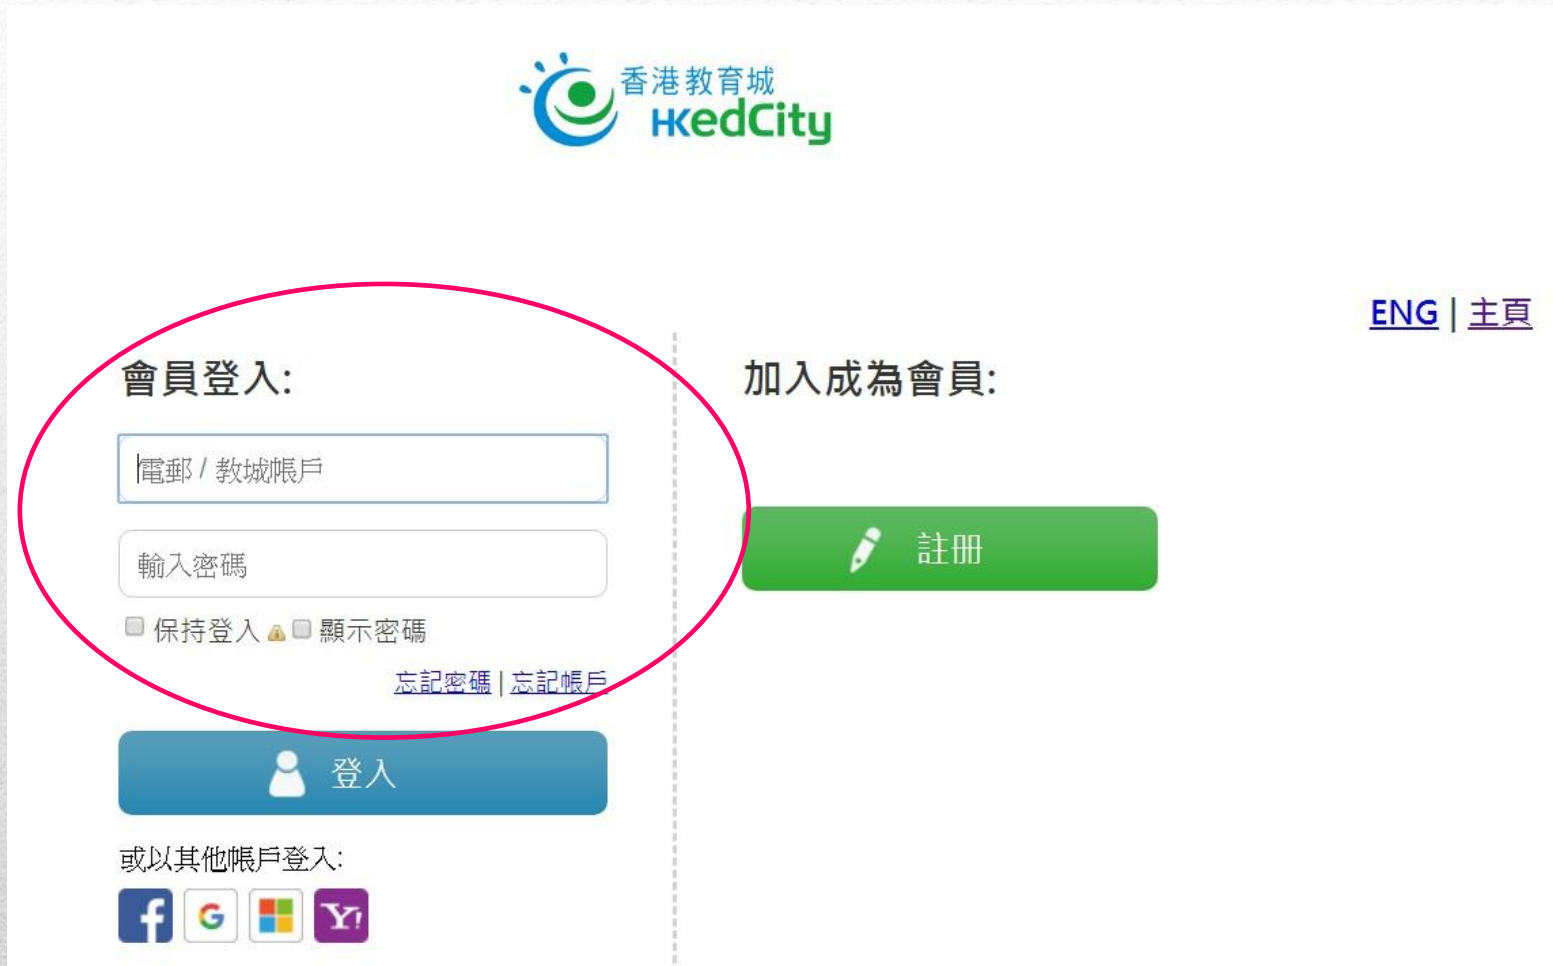 香港教育城
HKedCity
ENG | 主頁
會員登入:
電郵 / 教城帳戶
輸入密碼
保持登入 顯示密碼
忘記密碼 | 忘記帳戶
登入
或以其他帳戶登入:
f G Y!
加入成為會員:
註冊